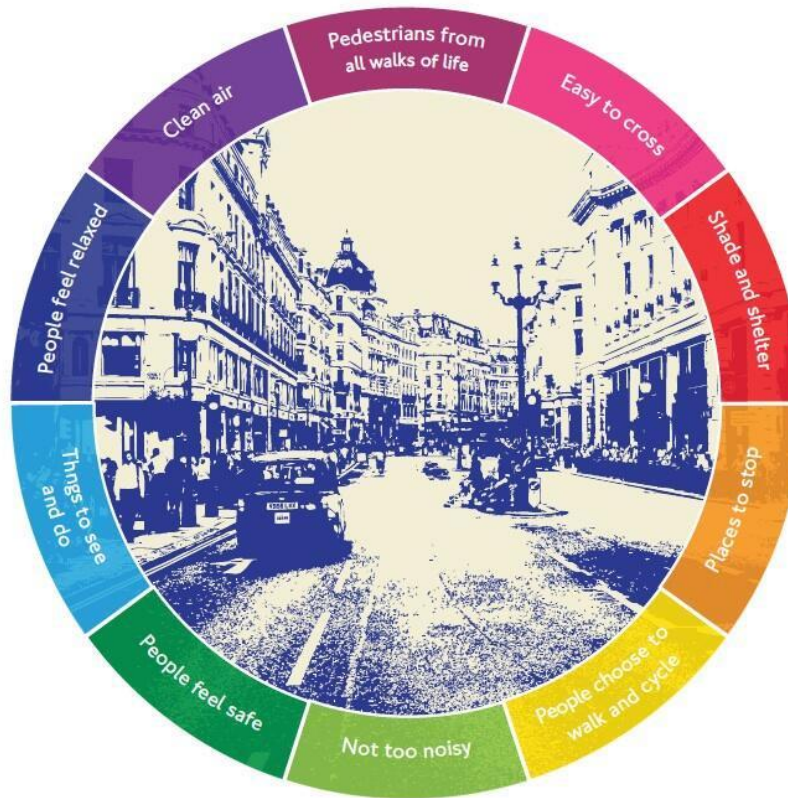 Pedestrians from
all walks of life
Easy to cross
Shade and shelter
Places to stop
People choose to
walk and cycle
Not too noisy
People feel safe
Thngs to see
and do
People feel relaxed
Clean air